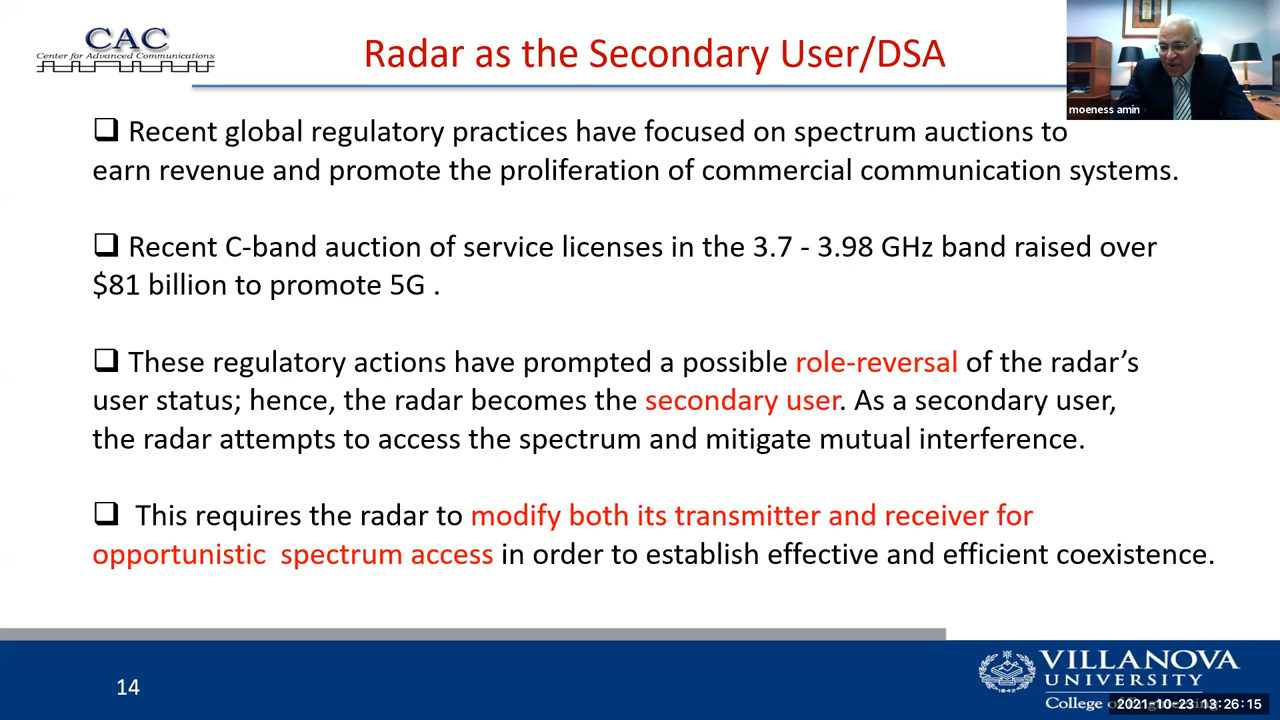 CAC
Center for Advanced Communications
Radar as the Secondary User/DSA
moeness amin
❑ Recent global regulatory practices have focused on spectrum auctions to
earn revenue and promote the proliferation of commercial communication systems.
❑ Recent C-band auction of service licenses in the 3.7 - 3.98 GHz band raised over
$81 billion to promote 5G .
❑ These regulatory actions have prompted a possible role-reversal of the radar’s
user status; hence, the radar becomes the secondary user. As a secondary user,
the radar attempts to access the spectrum and mitigate mutual interference.
❑ This requires the radar to modify both its transmitter and receiver for
opportunistic spectrum access in order to establish effective and efficient coexistence.
14
VILLANOVA
UNIVERSITY
College of
2021-10-23 13:26:15